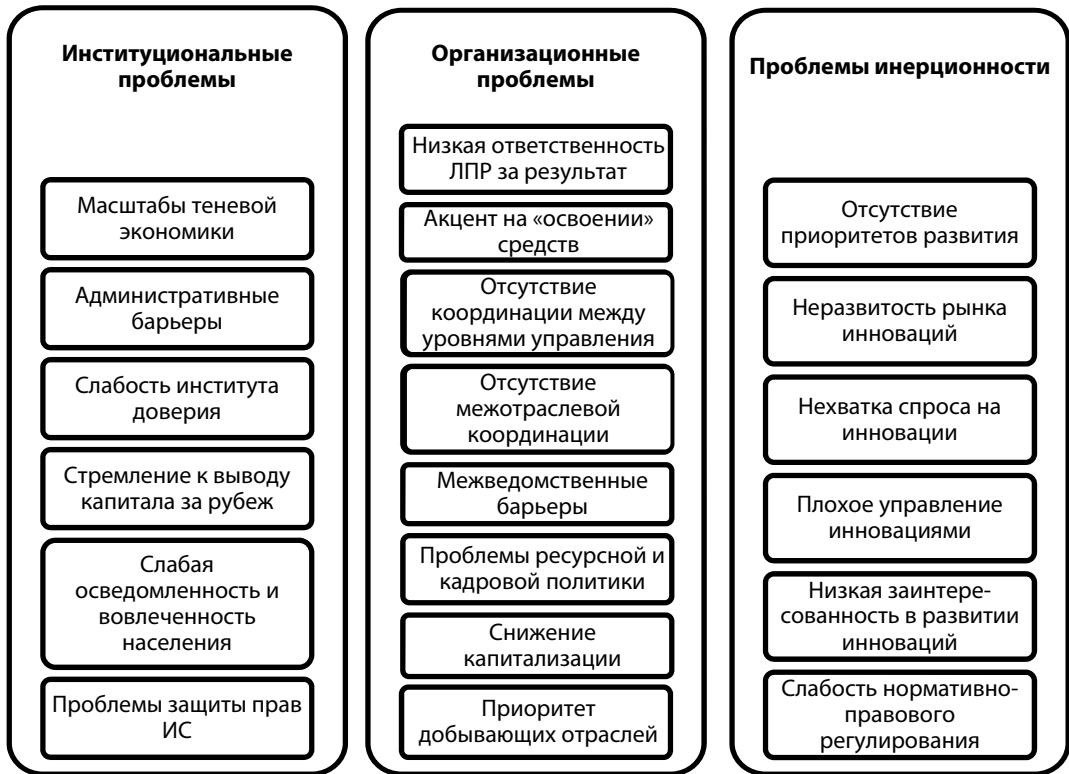 Институциональные
проблемы
Масштабы теневой
экономики
Административные
барьеры
Слабость института
доверия
Стремление к выводу
капитала за рубеж
Слабая
осведомленность и
вовлеченность
населения
Проблемы защиты прав
ИС
Организационные
проблемы
Низкая ответственность
ЛПР за результат
Акцент на «освоении»
средств
Отсутствие
координации между
уровнями управления
Отсутствие
межотраслевой
координации
Межведомственные
барьеры
Проблемы ресурсной и
кадровой политики
Снижение
капитализации
Приоритет
добывающих отраслей
Проблемы инерционности
Отсутствие
приоритетов развития
Неразвитость рынка
инноваций
Нехватка спроса на
инновации
Плохое управление
инновациями
Низкая заинтере-
сованность в развитии
инноваций
Слабость нормативно-
правового
регулирования